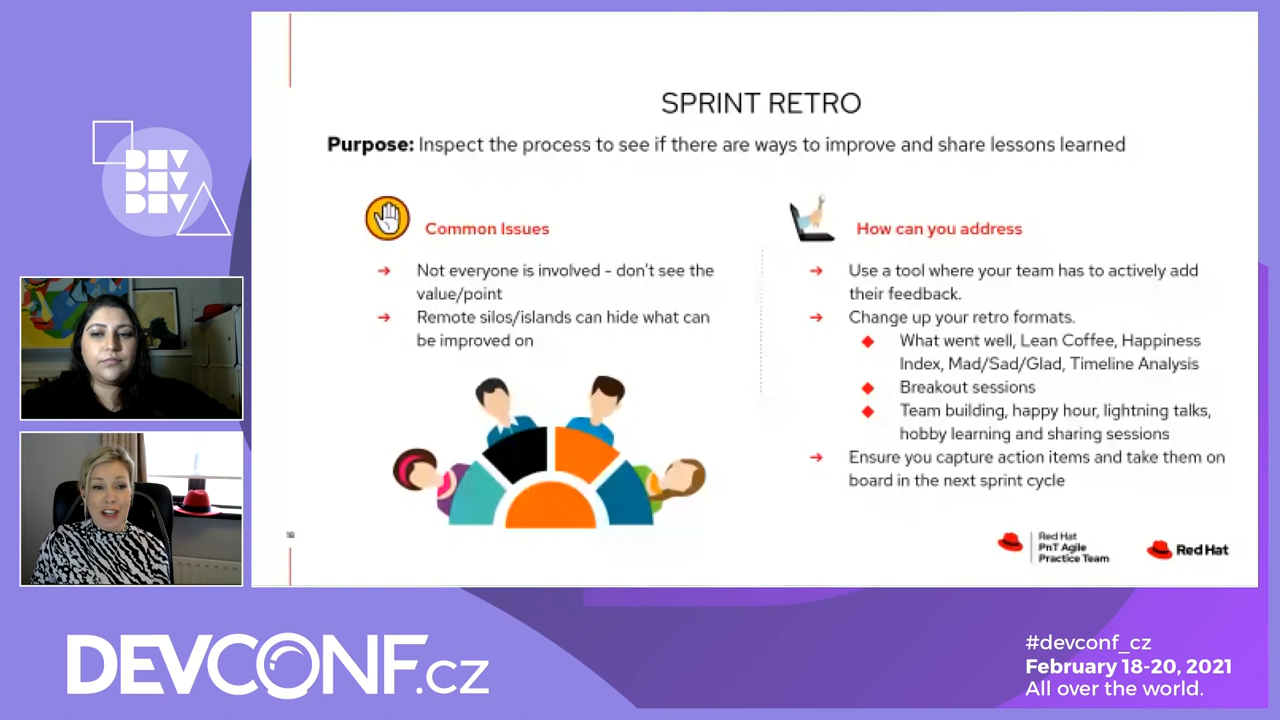 DEV
DEV
DEV
SPRINT RETRO
Purpose: Inspect the process to see if there are ways to improve and share lessons learned
Common Issues
➔ Not everyone is involved - don't see the
value/point
➔ Remote silos/islands can hide what can
be improved on
How can you address
➔ Use a tool where your team has to actively add
their feedback.
➔ Change up your retro formats.
◆ What went well, Lean Coffee, Happiness
Index, Mad/Sad/Glad, Timeline Analysis
◆ Breakout sessions
◆ Team building, happy hour, lightning talks,
hobby learning and sharing sessions
➔ Ensure you capture action items and take them on
board in the next sprint cycle
Red Hat
PnT Agile
Practice Team
Red Hat
DEVCONF.cz
#devconf_cz
February 18-20, 2021
All over the world.